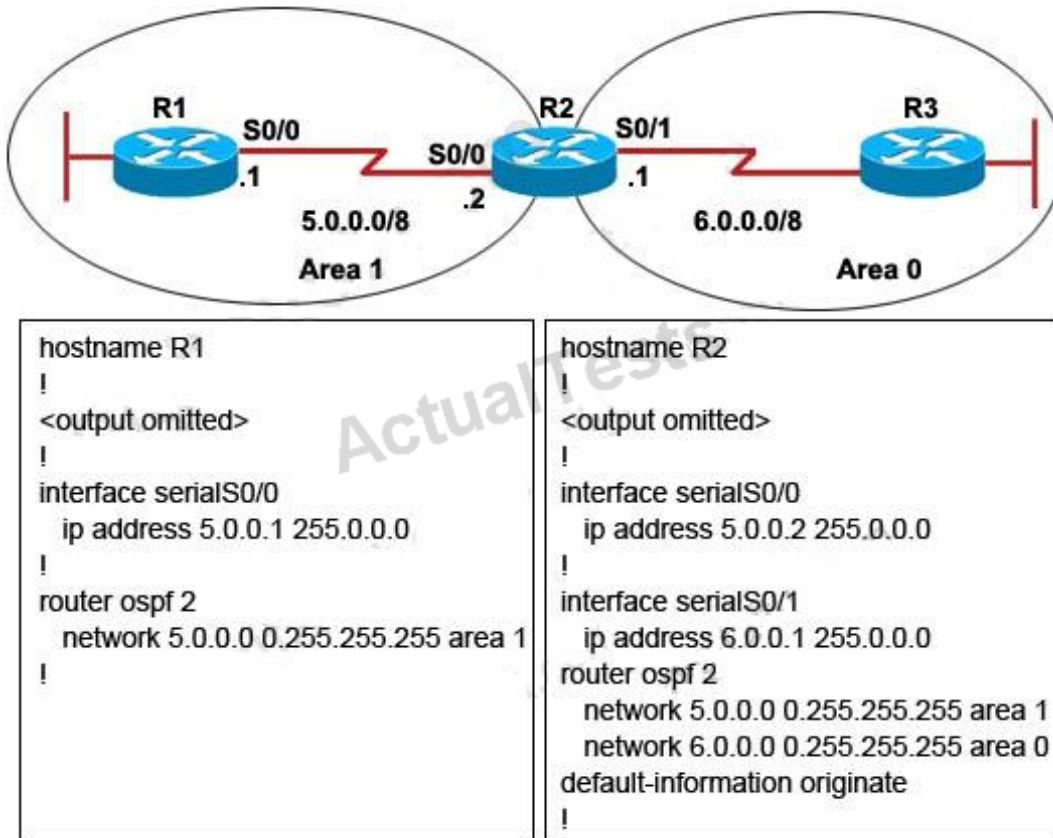 R1
R2
R3
S0/0
S0/1
S0/0
.1
.2
.1
5.0.0.0/8
6.0.0.0/8
Area 1
Area 0
ActualTests
hostname R1
!
<output omitted>
!
interface serialS0/0
ip address 5.0.0.1 255.0.0.0
!
router ospf 2
network 5.0.0.0 0.255.255.255 area 1
!
hostname R2
!
<output omitted>
!
interface serialS0/0
ip address 5.0.0.2 255.0.0.0
!
interface serialS0/1
ip address 6.0.0.1 255.0.0.0
router ospf 2
network 5.0.0.0 0.255.255.255 area 1
network 6.0.0.0 0.255.255.255 area 0
default-information originate
!